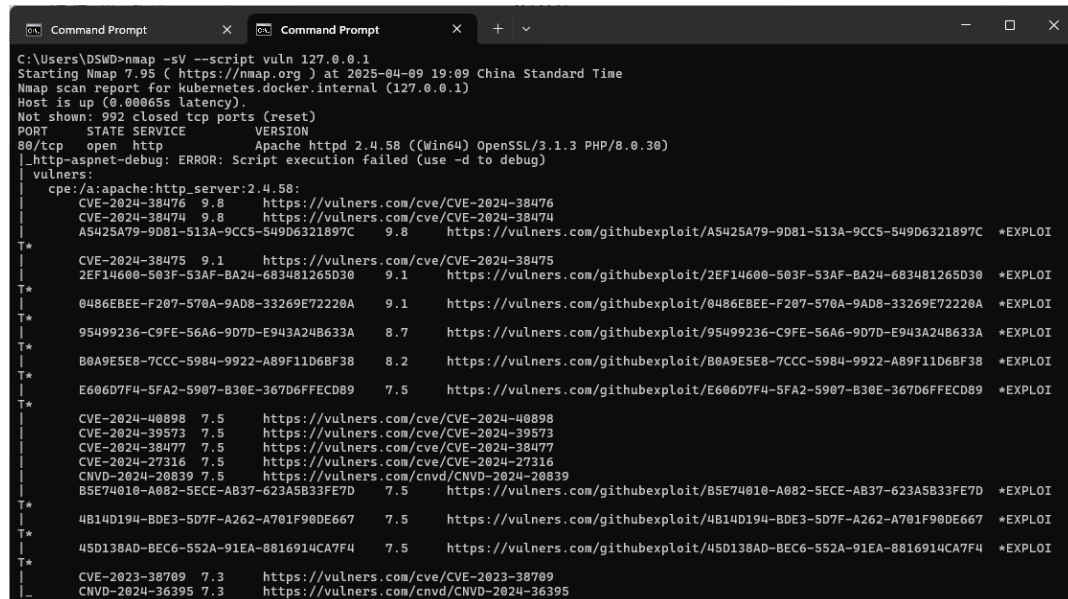 Command Prompt
Command Prompt
C:\Users\DSWD>nmap -sV --script vuln 127.0.0.1
Starting Nmap 7.95 ( https://nmap.org ) at 2025-04-09 19:09 China Standard Time
Nmap scan report for kubernetes.docker.internal (127.0.0.1)
Host is up (0.00065s latency).
Not shown: 992 closed tcp ports (reset)
PORT     STATE SERVICE         VERSION
80/tcp   open  http            Apache httpd 2.4.58 ((Win64) OpenSSL/3.1.3 PHP/8.0.30)
|_http-aspnet-debug: ERROR: Script execution failed (use -d to debug)
| vulners:
|   cpe:/a:apache:http_server:2.4.58:
|       CVE-2024-38476  9.8     https://vulners.com/cve/CVE-2024-38476
|       CVE-2024-38474  9.8     https://vulners.com/cve/CVE-2024-38474
|       A5425A79-9D81-513A-9CC5-549D6321897C    9.8     https://vulners.com/githubexploit/A5425A79-9D81-513A-9CC5-549D6321897C  *EXPLOI
T*
|       CVE-2024-38475  9.1     https://vulners.com/cve/CVE-2024-38475
|       2EF14600-503F-53AF-BA24-683481265D30    9.1     https://vulners.com/githubexploit/2EF14600-503F-53AF-BA24-683481265D30  *EXPLOI
T*
|       0486EBEE-F207-570A-9AD8-33269E72220A    9.1     https://vulners.com/githubexploit/0486EBEE-F207-570A-9AD8-33269E72220A  *EXPLOI
T*
|       95499236-C9FE-56A6-9D7D-E943A24B633A    8.7     https://vulners.com/githubexploit/95499236-C9FE-56A6-9D7D-E943A24B633A  *EXPLOI
T*
|       B0A9E5E8-7CCC-5984-9922-A89F11D6BF38    8.2     https://vulners.com/githubexploit/B0A9E5E8-7CCC-5984-9922-A89F11D6BF38  *EXPLOI
T*
|       E606D7F4-5FA2-5907-B30E-367D6FFECD89    7.5     https://vulners.com/githubexploit/E606D7F4-5FA2-5907-B30E-367D6FFECD89  *EXPLOI
T*
|       CVE-2024-40898  7.5     https://vulners.com/cve/CVE-2024-40898
|       CVE-2024-39573  7.5     https://vulners.com/cve/CVE-2024-39573
|       CVE-2024-38477  7.5     https://vulners.com/cve/CVE-2024-38477
|       CVE-2024-27316  7.5     https://vulners.com/cve/CVE-2024-27316
|       CNVD-2024-20839 7.5     https://vulners.com/cnvd/CNVD-2024-20839
|       B5E74010-A082-5ECE-AB37-623A5B33FE7D    7.5     https://vulners.com/githubexploit/B5E74010-A082-5ECE-AB37-623A5B33FE7D  *EXPLOI
T*
|       4B14D194-BDE3-5D7F-A262-A701F90DE667    7.5     https://vulners.com/githubexploit/4B14D194-BDE3-5D7F-A262-A701F90DE667  *EXPLOI
T*
|       45D138AD-BEC6-552A-91EA-8816914CA7F4    7.5     https://vulners.com/githubexploit/45D138AD-BEC6-552A-91EA-8816914CA7F4  *EXPLOI
T*
|       CVE-2023-38709  7.3     https://vulners.com/cve/CVE-2023-38709
|_      CNVD-2024-36395 7.3     https://vulners.com/cnvd/CNVD-2024-36395